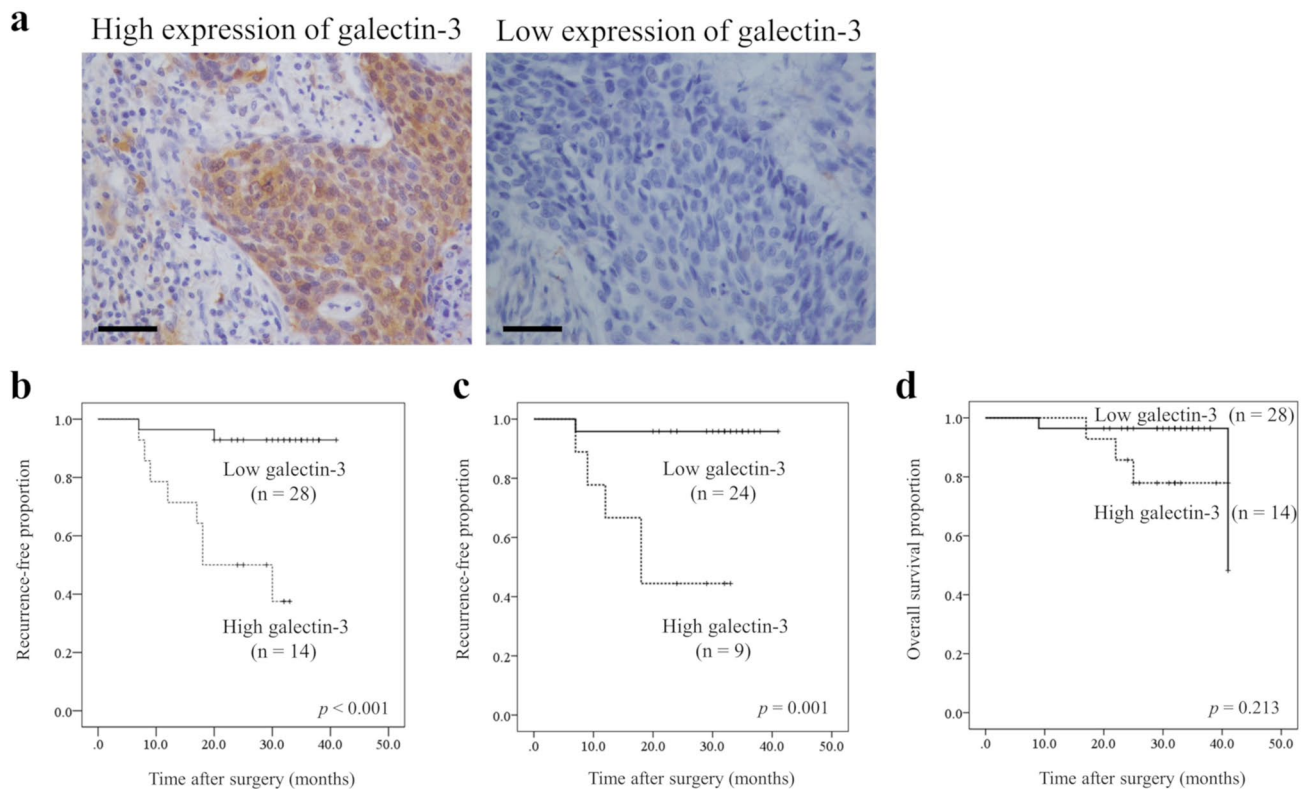 a
High expression of galectin-3
Low expression of galectin-3
b
Recurrence-free proportion
1.0
0.8
0.6
0.4
0.2
0.0
Low galectin-3
(n = 28)
High galectin-3
(n = 14)
p < 0.001
.0 10.0 20.0 30.0 40.0 50.0
Time after surgery (months)
c
Recurrence-free proportion
1.0
0.8
0.6
0.4
0.2
0.0
Low galectin-3
(n = 24)
High galectin-3
(n = 9)
p = 0.001
.0 10.0 20.0 30.0 40.0 50.0
Time after surgery (months)
d
Overall survival proportion
1.0
0.8
0.6
0.4
0.2
0.0
Low galectin-3 (n = 28)
High galectin-3 (n = 14)
p = 0.213
.0 10.0 20.0 30.0 40.0 50.0
Time after surgery (months)